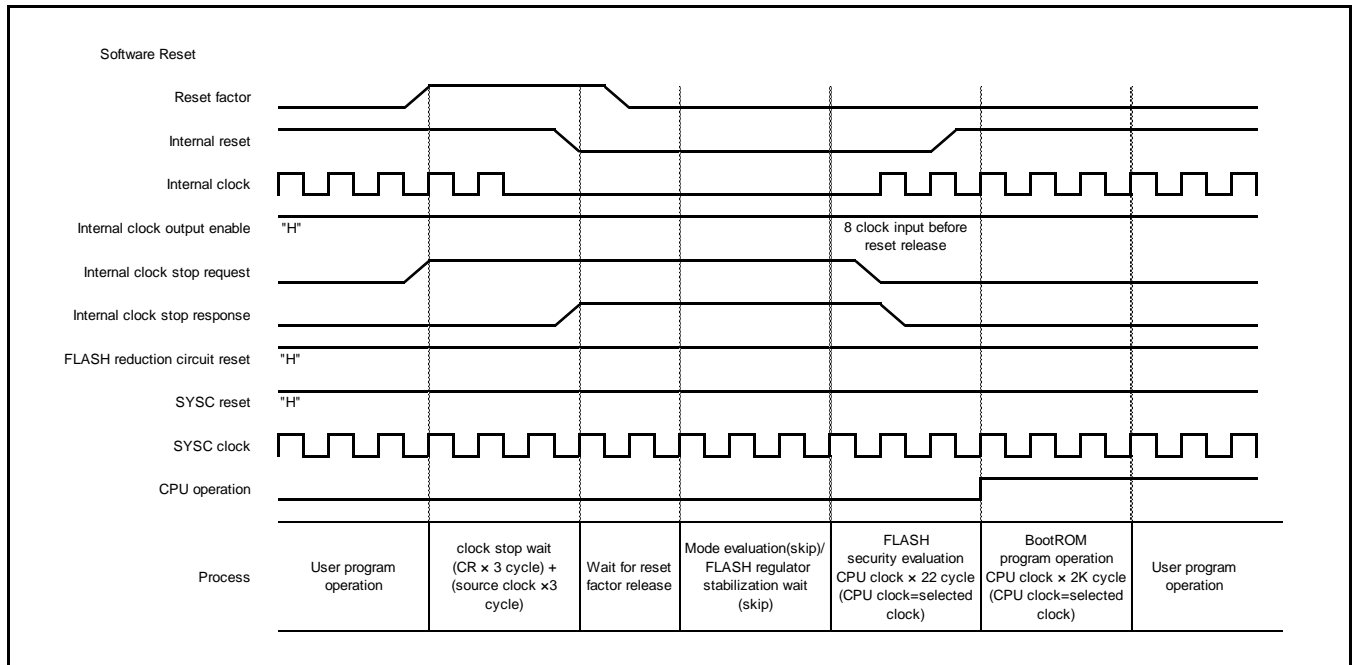 Software Reset
Reset factor
Internal reset
Internal clock
Internal clock output enable
"H"
8 clock input before
reset release
Internal clock stop request
Internal clock stop response
FLASH reduction circuit reset
"H"
SYSC reset
"H"
SYSC clock
CPU operation
Process
User program
operation
clock stop wait
(CR × 3 cycle) +
(source clock ×3
cycle)
Wait for reset
factor release
Mode evaluation(skip)/
FLASH regulator
stabilization wait
(skip)
FLASH
security evaluation
CPU clock × 22 cycle
(CPU clock=selected
clock)
BootROM
program operation
CPU clock × 2K cycle
(CPU clock=selected
clock)
User program
operation